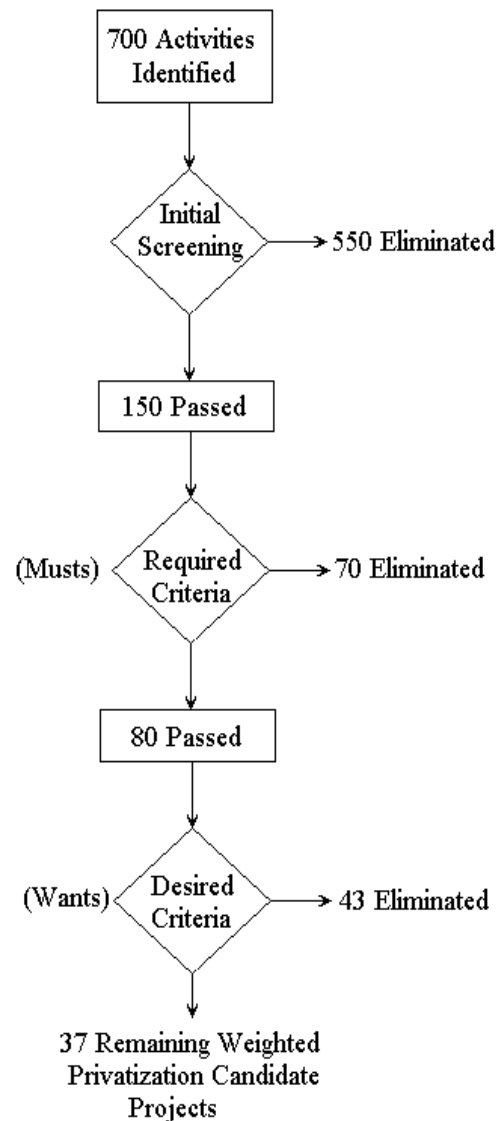 700 Activities
Identified
Initial
Screening
550 Eliminated
150 Passed
(Musts)
Required
Criteria
70 Eliminated
80 Passed
(Wants)
Desired
Criteria
43 Eliminated
37 Remaining Weighted
Privatization Candidate
Projects